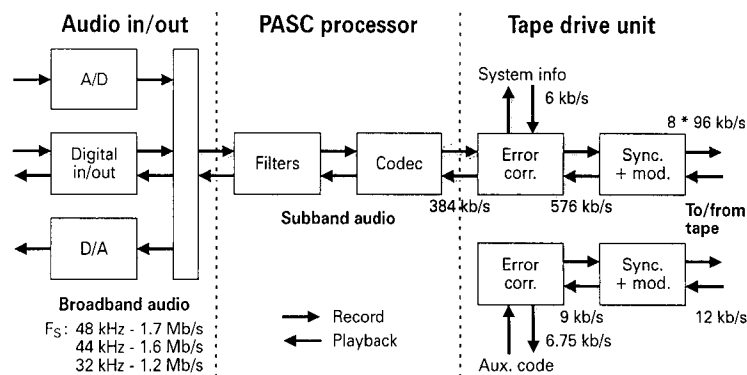 Audio in/out
PASC processor
Tape drive unit
A/D
System info
6 kb/s
8 * 96 kb/s
Digital
in/out
Filters
Codec
Error
corr.
Sync.
+ mod.
Subband audio
384 kb/s
576 kb/s
To/from
tape
D/A
Error
corr.
Sync.
+ mod.
Broadband audio
FS: 48 kHz - 1.7 Mb/s
44 kHz - 1.6 Mb/s
32 kHz - 1.2 Mb/s
Record
Playback
9 kb/s
12 kb/s
6.75 kb/s
Aux. code